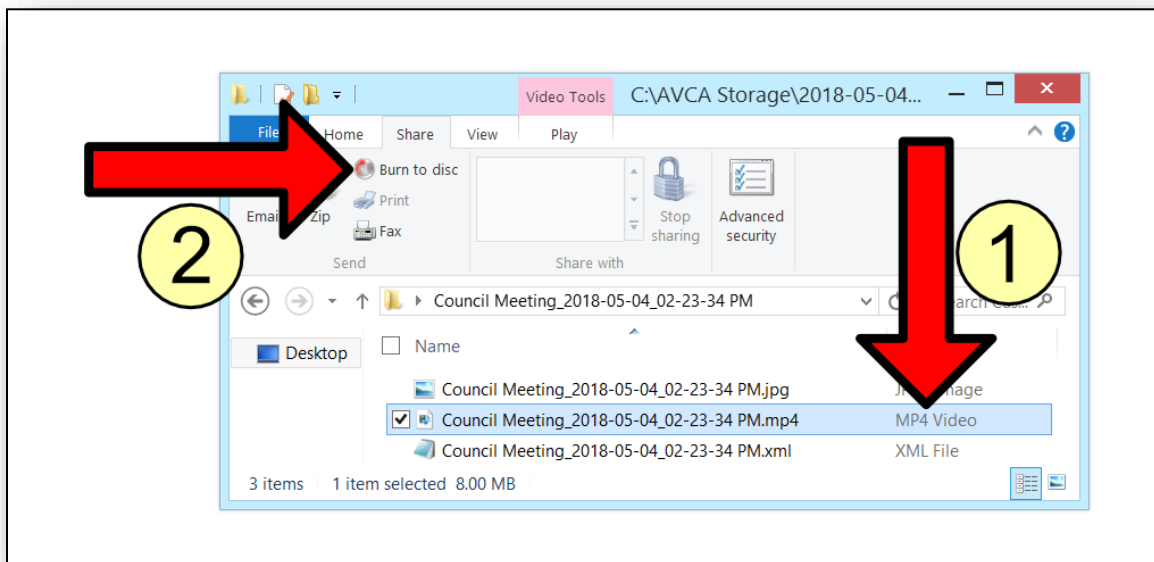 Video Tools C:\AVCA Storage\2018-05-04...
File Home Share View Play
Burn to disc
Print
Fax
Zip
Stop sharing
Advanced security
Send Share with
2
1
Council Meeting_2018-05-04_02-23-34 PM
Desktop Name
Council Meeting_2018-05-04_02-23-34 PM.jpg
Council Meeting_2018-05-04_02-23-34 PM.mp4 MP4 Video
Council Meeting_2018-05-04_02-23-34 PM.xml XML File
3 items 1 item selected 8.00 MB